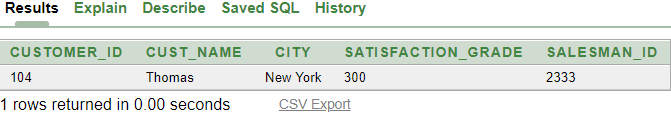 Results Explain Describe Saved SQL History
CUSTOMER_ID CUST_NAME CITY SATISFACTION_GRADE SALESMAN_ID
104 Thomas New York 300 2333
1 rows returned in 0.00 seconds CSV Export